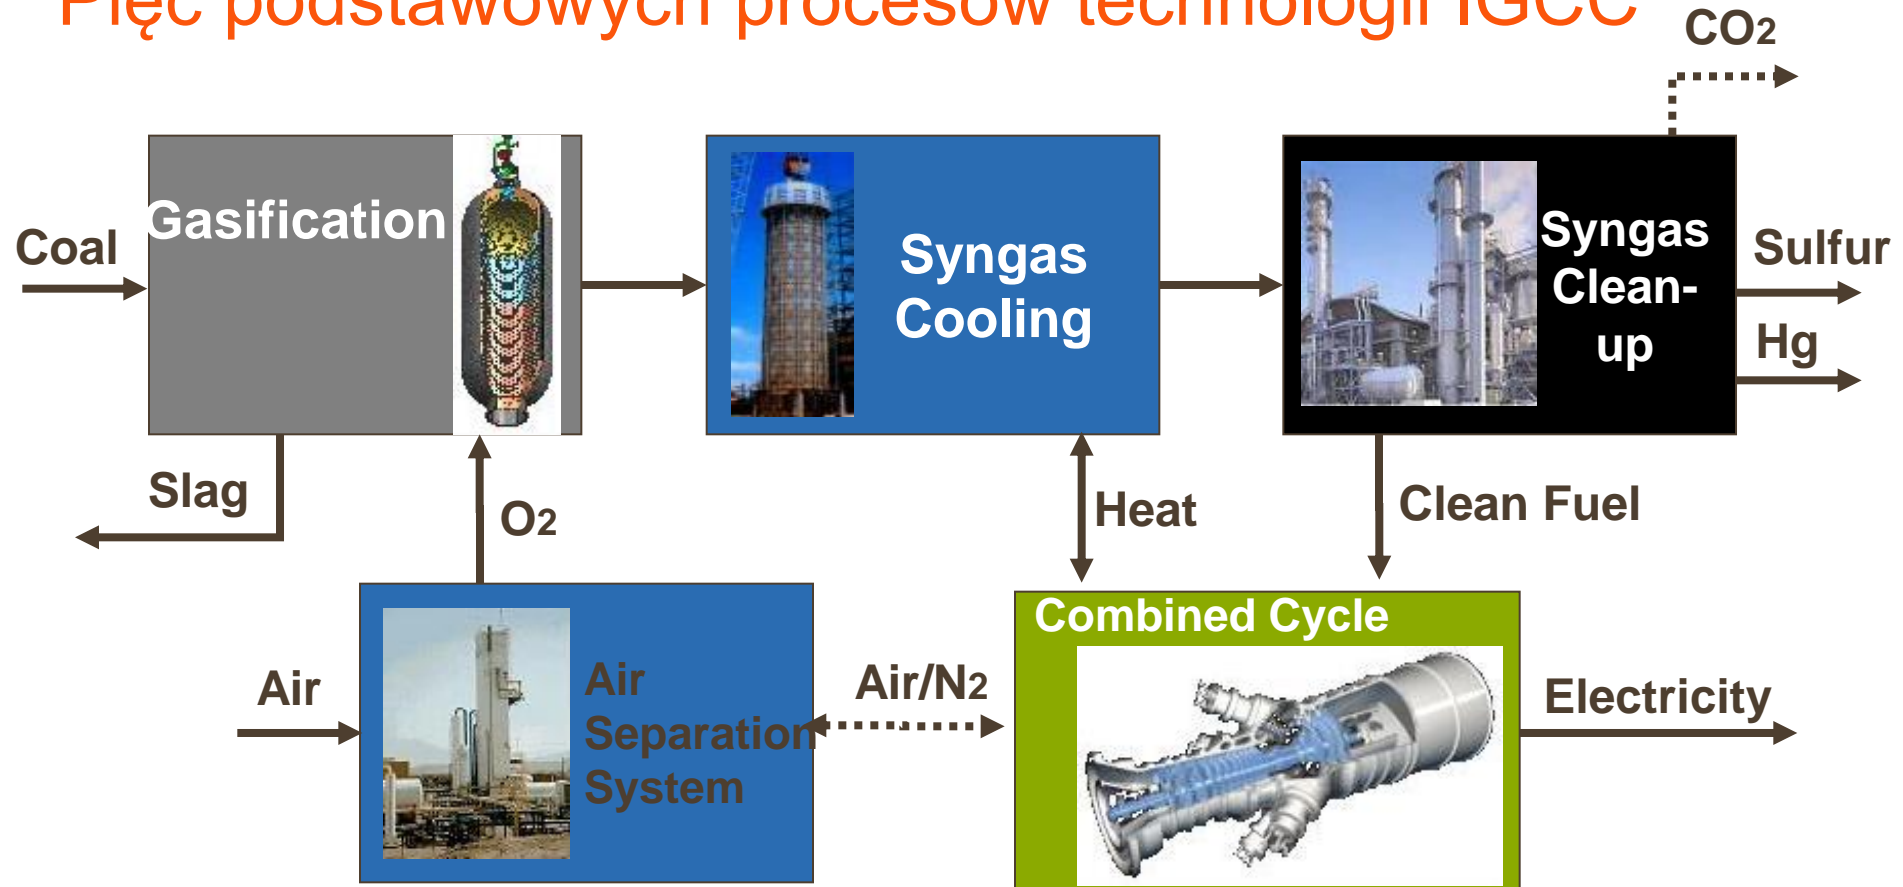 Pięć podstawowych procesów technologii IGCC
CO2
Gasification
Coal
Syngas
Cooling
Syngas
Clean-
up
Sulfur
Hg
Slag
O2
Heat
Clean Fuel
Combined Cycle
Air
Air
Separation
System
Air/N2
Electricity